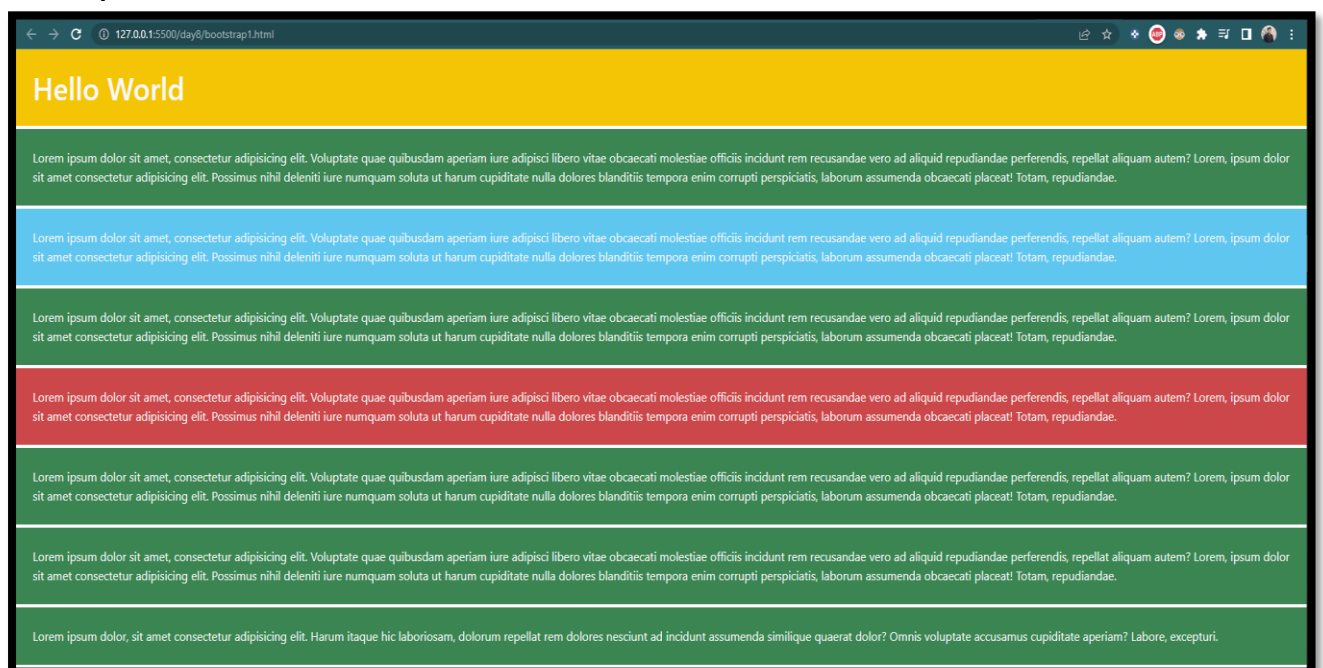 127.0.0.1:5500/day8/bootstrap1.html
ABP
Hello World
Lorem ipsum dolor sit amet, consectetur adipisicing elit. Voluptate quae quibusdam aperiam iure adipisci libero vitae obcaecati molestiae officiis incidunt rem recusandae vero ad aliquid repudiandae perferendis, repellat aliquam autem? Lorem, ipsum dolor
sit amet consectetur adipisicing elit. Possimus nihil deleniti iure numquam soluta ut harum cupiditate nulla dolores blanditiis tempora enim corrupti perspiciatis, laborum assumenda obcaecati placeat! Totam, repudiandae.
Lorem ipsum dolor sit amet, consectetur adipisicing elit. Voluptate quae quibusdam aperiam iure adipisci libero vitae obcaecati molestiae officiis incidunt rem recusandae vero ad aliquid repudiandae perferendis, repellat aliquam autem? Lorem, ipsum dolor
sit amet consectetur adipisicing elit. Possimus nihil deleniti iure numquam soluta ut harum cupiditate nulla dolores blanditiis tempora enim corrupti perspiciatis, laborum assumenda obcaecati placeat! Totam, repudiandae.
Lorem ipsum dolor sit amet, consectetur adipisicing elit. Voluptate quae quibusdam aperiam iure adipisci libero vitae obcaecati molestiae officiis incidunt rem recusandae vero ad aliquid repudiandae perferendis, repellat aliquam autem? Lorem, ipsum dolor
sit amet consectetur adipisicing elit. Possimus nihil deleniti iure numquam soluta ut harum cupiditate nulla dolores blanditiis tempora enim corrupti perspiciatis, laborum assumenda obcaecati placeat! Totam, repudiandae.
Lorem ipsum dolor sit amet, consectetur adipisicing elit. Voluptate quae quibusdam aperiam iure adipisci libero vitae obcaecati molestiae officiis incidunt rem recusandae vero ad aliquid repudiandae perferendis, repellat aliquam autem? Lorem, ipsum dolor
sit amet consectetur adipisicing elit. Possimus nihil deleniti iure numquam soluta ut harum cupiditate nulla dolores blanditiis tempora enim corrupti perspiciatis, laborum assumenda obcaecati placeat! Totam, repudiandae.
Lorem ipsum dolor sit amet, consectetur adipisicing elit. Voluptate quae quibusdam aperiam iure adipisci libero vitae obcaecati molestiae officiis incidunt rem recusandae vero ad aliquid repudiandae perferendis, repellat aliquam autem? Lorem, ipsum dolor
sit amet consectetur adipisicing elit. Possimus nihil deleniti iure numquam soluta ut harum cupiditate nulla dolores blanditiis tempora enim corrupti perspiciatis, laborum assumenda obcaecati placeat! Totam, repudiandae.
Lorem ipsum dolor sit amet, consectetur adipisicing elit. Voluptate quae quibusdam aperiam iure adipisci libero vitae obcaecati molestiae officiis incidunt rem recusandae vero ad aliquid repudiandae perferendis, repellat aliquam autem? Lorem, ipsum dolor
sit amet consectetur adipisicing elit. Possimus nihil deleniti iure numquam soluta ut harum cupiditate nulla dolores blanditiis tempora enim corrupti perspiciatis, laborum assumenda obcaecati placeat! Totam, repudiandae.
Lorem ipsum dolor, sit amet consectetur adipisicing elit. Harum itaque hic laboriosam, dolorum repellat rem dolores nesciunt ad incidunt assumenda similique quaerat dolor? Omnis voluptate accusamus cupiditate aperiam? Labore, excepturi.